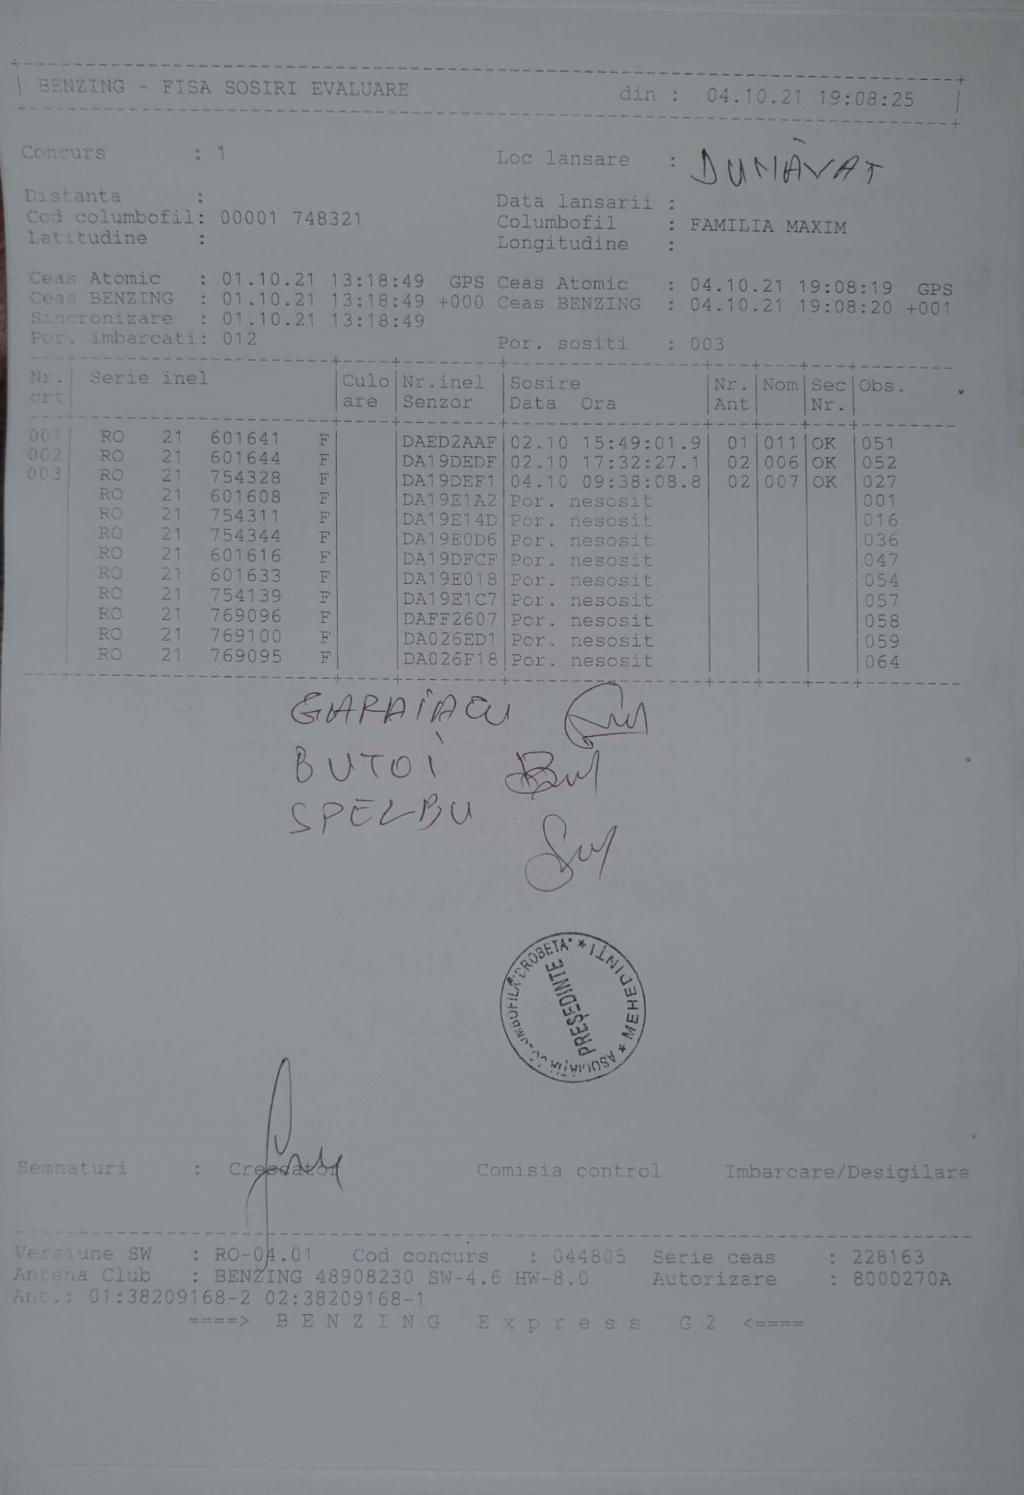 BENZING - FISA SOSIRI EVALUARE din : 04.10.21 19:08:25
Concurs : 1 Loc lansare : DUMĂVAT
Distanta : Data lansarii :
Cod columbofil: 00001 748321 Columbofil : FAMILIA MAXIM
Latitudine : Longitudine :
Ceas Atomic : 01.10.21 13:18:49 GPS Ceas Atomic : 04.10.21 19:08:19 GPS
Ceas BENZING : 01.10.21 13:18:49 +000 Ceas BENZING : 04.10.21 19:08:20 +001
Sincronizare : 01.10.21 13:18:49
Por. imbarcati: 012 Por. sositi : 003
Nr. Serie inel Culo Nr.inel Sosire Nr. Nom Sec Obs.
crt are Senzor Data Ora Ant Nr.
001 RO 21 601641 F DAED2AAF 02.10 15:49:01.9 01 011 OK 051
002 RO 21 601644 F DA19DEDF 02.10 17:32:27.1 02 006 OK 052
003 RO 21 754328 F DA19DEF1 04.10 09:38:08.8 02 007 OK 027
RO 21 601608 F DA19E1A2 Por. nesosit 001
RO 21 754311 F DA19E14D Por. nesosit 016
RO 21 754344 F DA19E0D6 Por. nesosit 036
RO 21 601616 F DA19DFCF Por. nesosit 047
RO 21 601633 F DA19E018 Por. nesosit 054
RO 21 754139 F DA19E1C7 Por. nesosit 057
RO 21 769096 F DAFF2607 Por. nesosit 058
RO 21 769100 F DA026ED1 Por. nesosit 059
RO 21 769095 F DA026F18 Por. nesosit 064
BUTOI
SPELBU
ASOCIAȚIA COLUMBOFILĂ "DROBETA" * MEHEDINȚI *
PREȘEDINTE
Semnaturi : Crescator Comisia control Imbarcare/Desigilare
Versiune SW : RO-04.01 Cod concurs : 044805 Serie ceas : 228163
Antena Club : BENZING 48908230 SW-4.6 HW-8.0 Autorizare : 8000270A
Ant.: 01:38209168-2 02:38209168-1
====> B E N Z I N G E x p r e s s G 2 <====